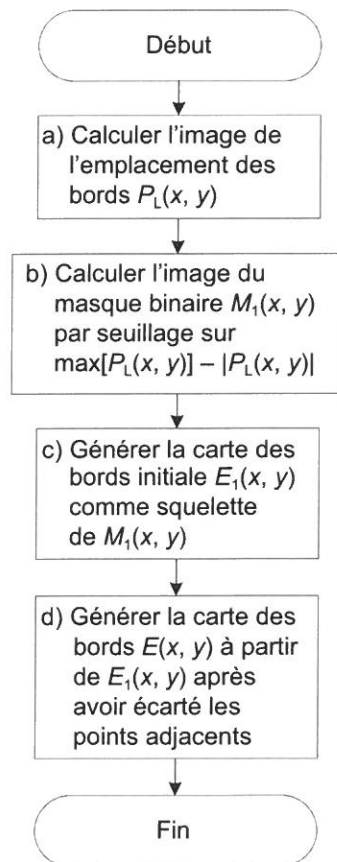 Début
a) Calculer l'image de
l'emplacement des
bords P_L(x, y)
b) Calculer l'image du
masque binaire M_1(x, y)
par seuillage sur
max[P_L(x, y)] – |P_L(x, y)|
c) Générer la carte des
bords initiale E_1(x, y)
comme squelette
de M_1(x, y)
d) Générer la carte des
bords E(x, y) à partir
de E_1(x, y) après
avoir écarté les
points adjacents
Fin